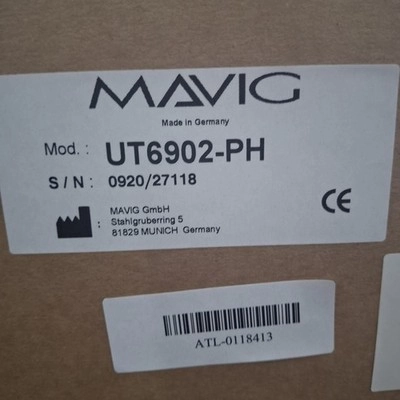 MAVIG
Made in Germany
Mod. : UT6902-PH
S / N : 0920/27118
: MAVIG GmbH
Stahlgruberring 5
81829 MUNICH Germany
CE
ATL-0118413